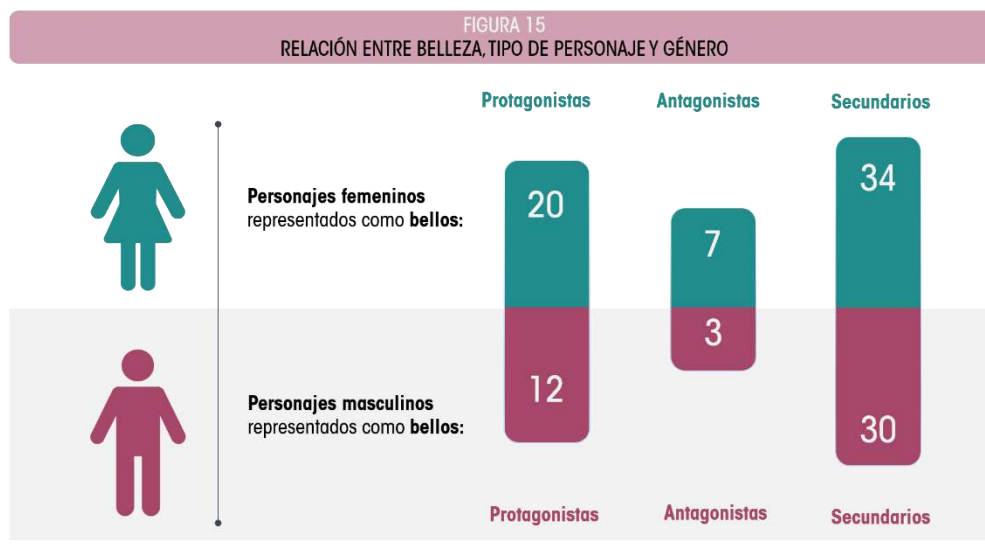 FIGURA 15
RELACIÓN ENTRE BELLEZA, TIPO DE PERSONAJE Y GÉNERO
Protagonistas Antagonistas Secundarios
Personajes femeninos
representados como bellos:
20 7 34
Personajes masculinos
representados como bellos:
12 3 30
Protagonistas Antagonistas Secundarios